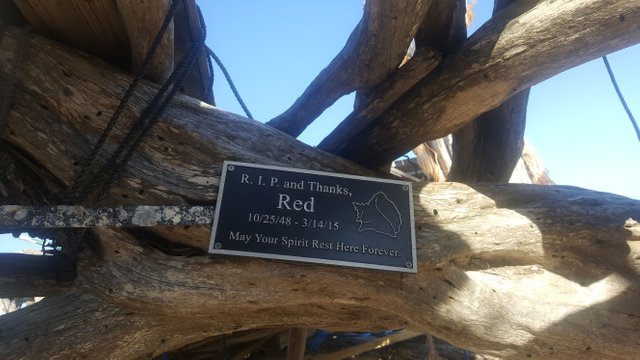 R. I. P. and Thanks,
Red
10/25/48 - 3/14/15
May Your Spirit Rest Here Forever.